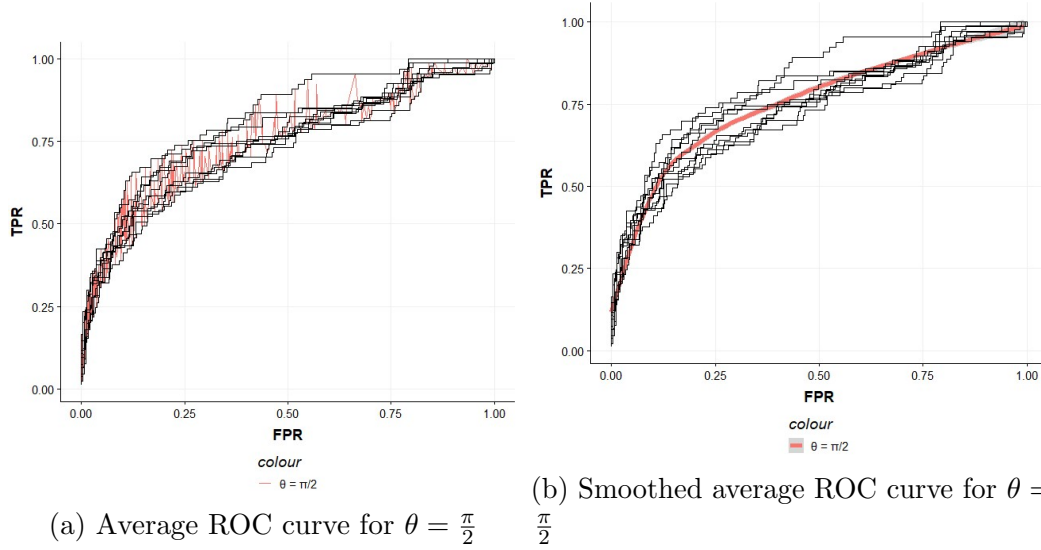 1.00
0.75
0.50
0.25
0.00
TPR
0.00 0.25 0.50 0.75 1.00
FPR
colour
θ = π/2
(a) Average ROC curve for θ = π/2
1.00
0.75
0.50
0.25
0.00
TPR
0.00 0.25 0.50 0.75 1.00
FPR
colour
θ = π/2
(b) Smoothed average ROC curve for θ =
π/2